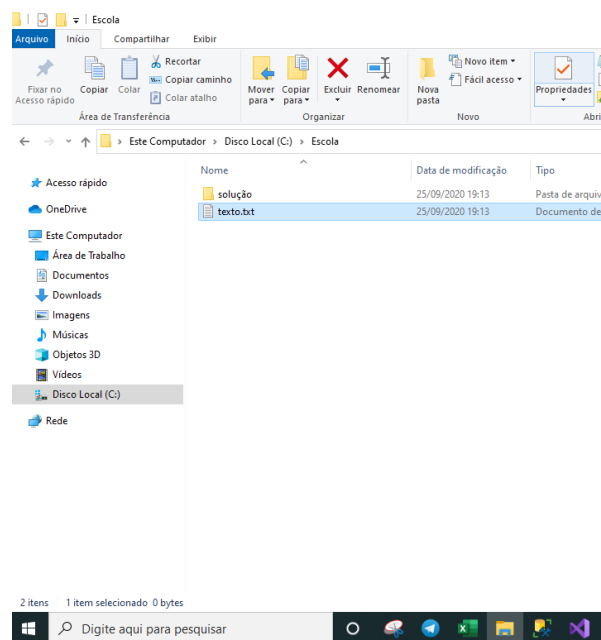 Escola
Arquivo Início Compartilhar Exibir
Fixar no Acesso rápido
Copiar
Colar
Recortar
Copiar caminho
Colar atalho
Área de Transferência
Mover para
Copiar para
Excluir
Renomear
Organizar
Nova pasta
Novo item
Fácil acesso
Novo
Propriedades
Abri
Este Computador > Disco Local (C:) > Escola
Nome Data de modificação Tipo
solução 25/09/2020 19:13 Pasta de arquiv
texto.txt 25/09/2020 19:13 Documento de
Acesso rápido
OneDrive
Este Computador
Área de Trabalho
Documentos
Downloads
Imagens
Músicas
Objetos 3D
Vídeos
Disco Local (C:)
Rede
2 itens 1 item selecionado 0 bytes
Digite aqui para pesquisar